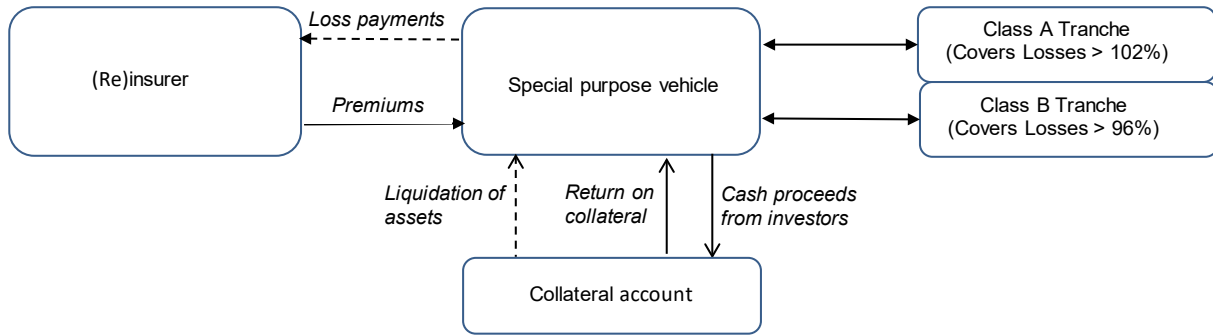 Loss payments
(Re)insurer
Premiums
Special purpose vehicle
Class A Tranche
(Covers Losses > 102%)
Class B Tranche
(Covers Losses > 96%)
Liquidation of
assets
Return on
collateral
Cash proceeds
from investors
Collateral account